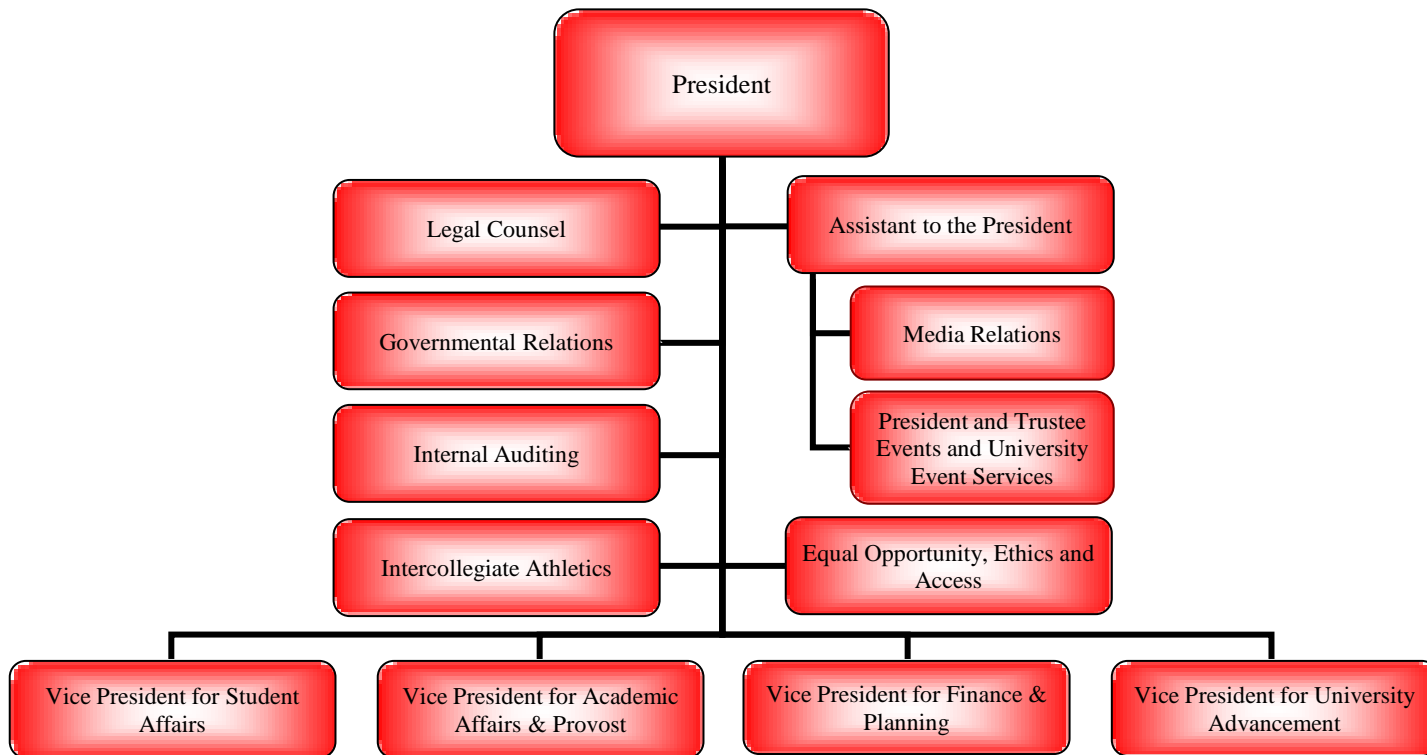 President
Legal Counsel
Assistant to the President
Governmental Relations
Media Relations
Internal Auditing
President and Trustee
Events and University
Event Services
Intercollegiate Athletics
Equal Opportunity, Ethics and
Access
Vice President for Student
Affairs
Vice President for Academic
Affairs & Provost
Vice President for Finance &
Planning
Vice President for University
Advancement